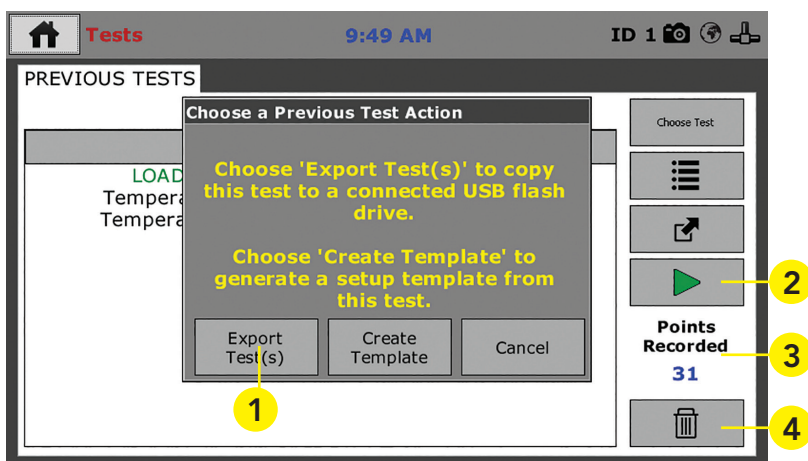 Tests
9:49 AM
ID 1
PREVIOUS TESTS
Choose a Previous Test Action
Choose Test
LOAD
Tempera
Tempera
Choose 'Export Test(s)' to copy
this test to a connected USB flash
drive.
Choose 'Create Template' to
generate a setup template from
this test.
Export
Test(s)
Create
Template
Cancel
Points
Recorded
31
1
2
3
4